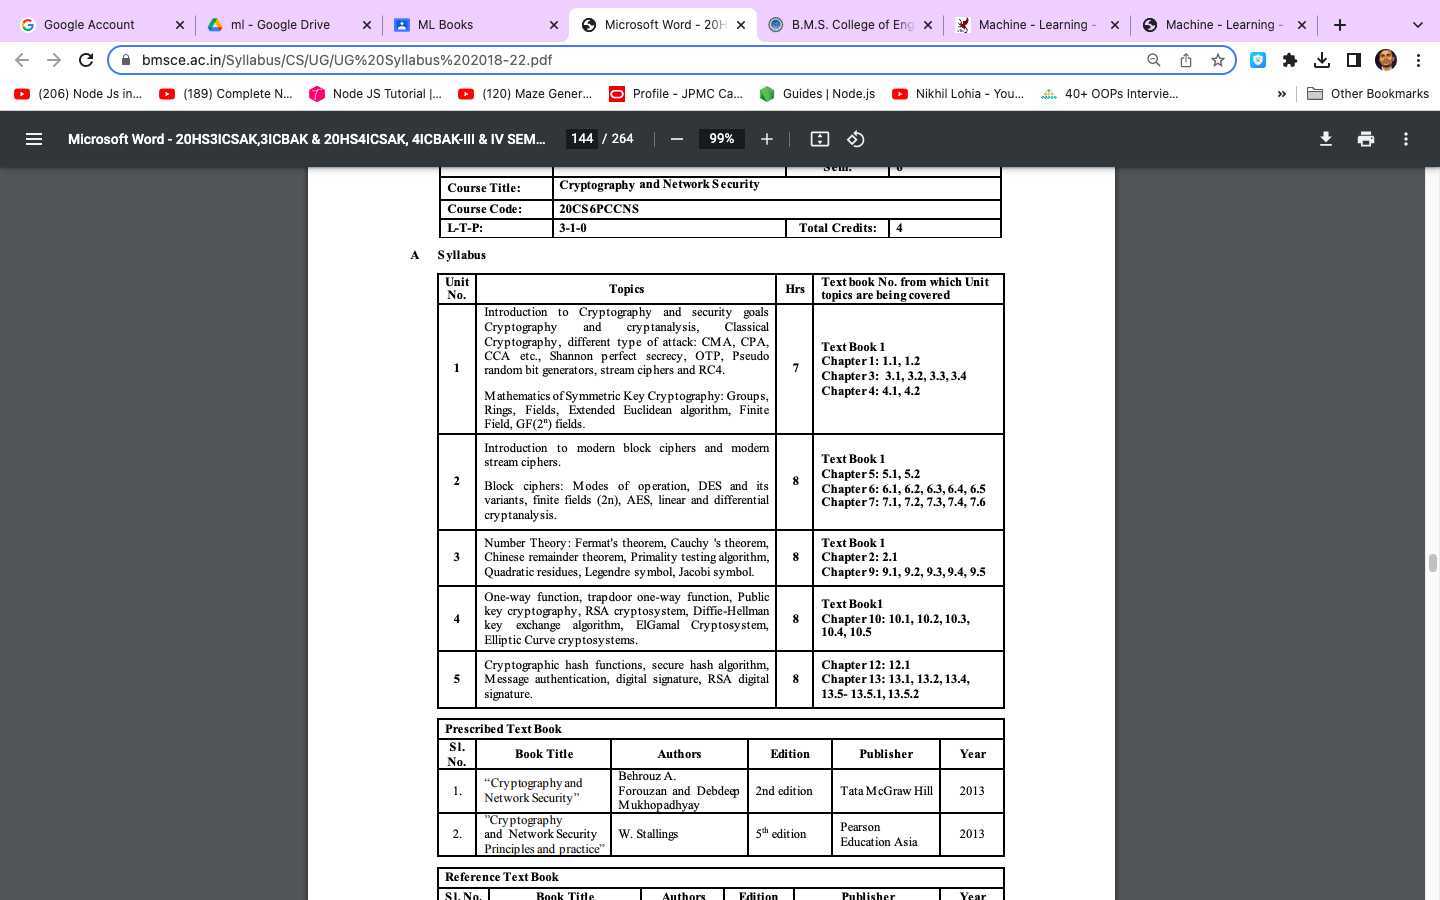 Google Account
ml - Google Drive
ML Books
Microsoft Word - 20H
B.M.S. College of Eng
Machine - Learning -
Machine - Learning -
bmsce.ac.in/Syllabus/CS/UG/UG%20Syllabus%202018-22.pdf
(206) Node Js in...
(189) Complete N...
Node JS Tutorial |...
(120) Maze Gener...
Profile - JPMC Ca...
Guides | Node.js
Nikhil Lohia - You...
40+ OOPs Intervie...
»
Other Bookmarks
Microsoft Word - 20HS3ICSAK,3ICBAK & 20HS4ICSAK, 4ICBAK-III & IV SEM...
144 / 264
99%
Sem: 6
Course Title: Cryptography and Network Security
Course Code: 20CS6PCCNS
L-T-P: 3-1-0 Total Credits: 4
A Syllabus
Unit No.
Topics
Hrs
Text book No. from which Unit
topics are being covered
1
Introduction to Cryptography and security goals
Cryptography and cryptanalysis, Classical
Cryptography, different type of attack: CMA, CPA,
CCA etc., Shannon perfect secrecy, OTP, Pseudo
random bit generators, stream ciphers and RC4.
Mathematics of Symmetric Key Cryptography: Groups,
Rings, Fields, Extended Euclidean algorithm, Finite
Field, GF(2ⁿ) fields.
7
Text Book 1
Chapter 1: 1.1, 1.2
Chapter 3: 3.1, 3.2, 3.3, 3.4
Chapter 4: 4.1, 4.2
2
Introduction to modern block ciphers and modern
stream ciphers.
Block ciphers: Modes of operation, DES and its
variants, finite fields (2n), AES, linear and differential
cryptanalysis.
8
Text Book 1
Chapter 5: 5.1, 5.2
Chapter 6: 6.1, 6.2, 6.3, 6.4, 6.5
Chapter 7: 7.1, 7.2, 7.3, 7.4, 7.6
3
Number Theory: Fermat's theorem, Cauchy 's theorem,
Chinese remainder theorem, Primality testing algorithm,
Quadratic residues, Legendre symbol, Jacobi symbol.
8
Text Book 1
Chapter 2: 2.1
Chapter 9: 9.1, 9.2, 9.3, 9.4, 9.5
4
One-way function, trapdoor one-way function, Public
key cryptography, RSA cryptosystem, Diffie-Hellman
key exchange algorithm, ElGamal Cryptosystem,
Elliptic Curve cryptosystems.
8
Text Book1
Chapter 10: 10.1, 10.2, 10.3,
10.4, 10.5
5
Cryptographic hash functions, secure hash algorithm,
Message authentication, digital signature, RSA digital
signature.
8
Chapter 12: 12.1
Chapter 13: 13.1, 13.2, 13.4,
13.5- 13.5.1, 13.5.2
Prescribed Text Book
Sl. No.
Book Title
Authors
Edition
Publisher
Year
1.
“Cryptography and
Network Security”
Behrouz A.
Forouzan and Debdeep
Mukhopadhyay
2nd edition
Tata McGraw Hill
2013
2.
”Cryptography
and Network Security
Principles and practice”
W. Stallings
5th edition
Pearson
Education Asia
2013
Reference Text Book
Sl. No. Book Title Authors Edition Publisher Year